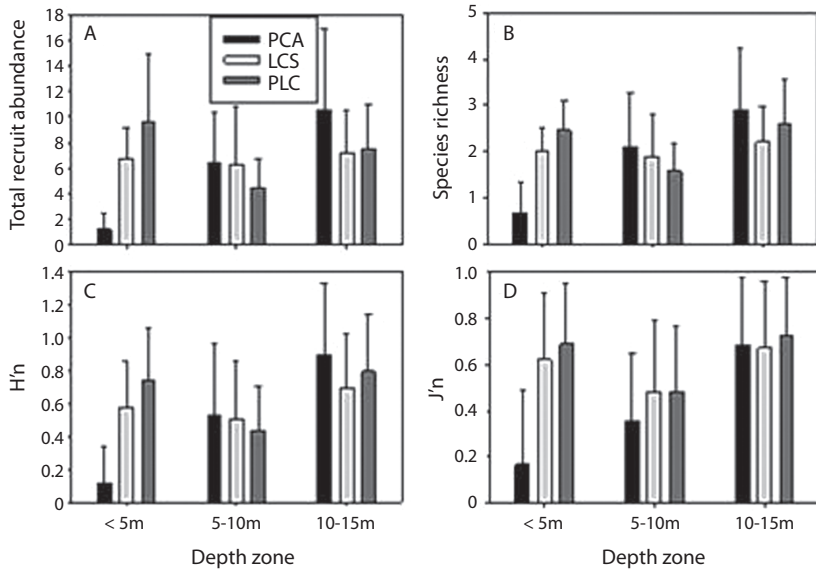 A
Total recruit abundance
18
16
14
12
10
8
6
4
2
0
PCA
LCS
PLC
B
Species richness
5
4
3
2
1
0
C
H'n
1.4
1.2
1.0
0.8
0.6
0.4
0.2
0
< 5m
5-10m
10-15m
Depth zone
D
J'n
1.0
0.8
0.6
0.4
0.2
0
< 5m
5-10m
10-15m
Depth zone